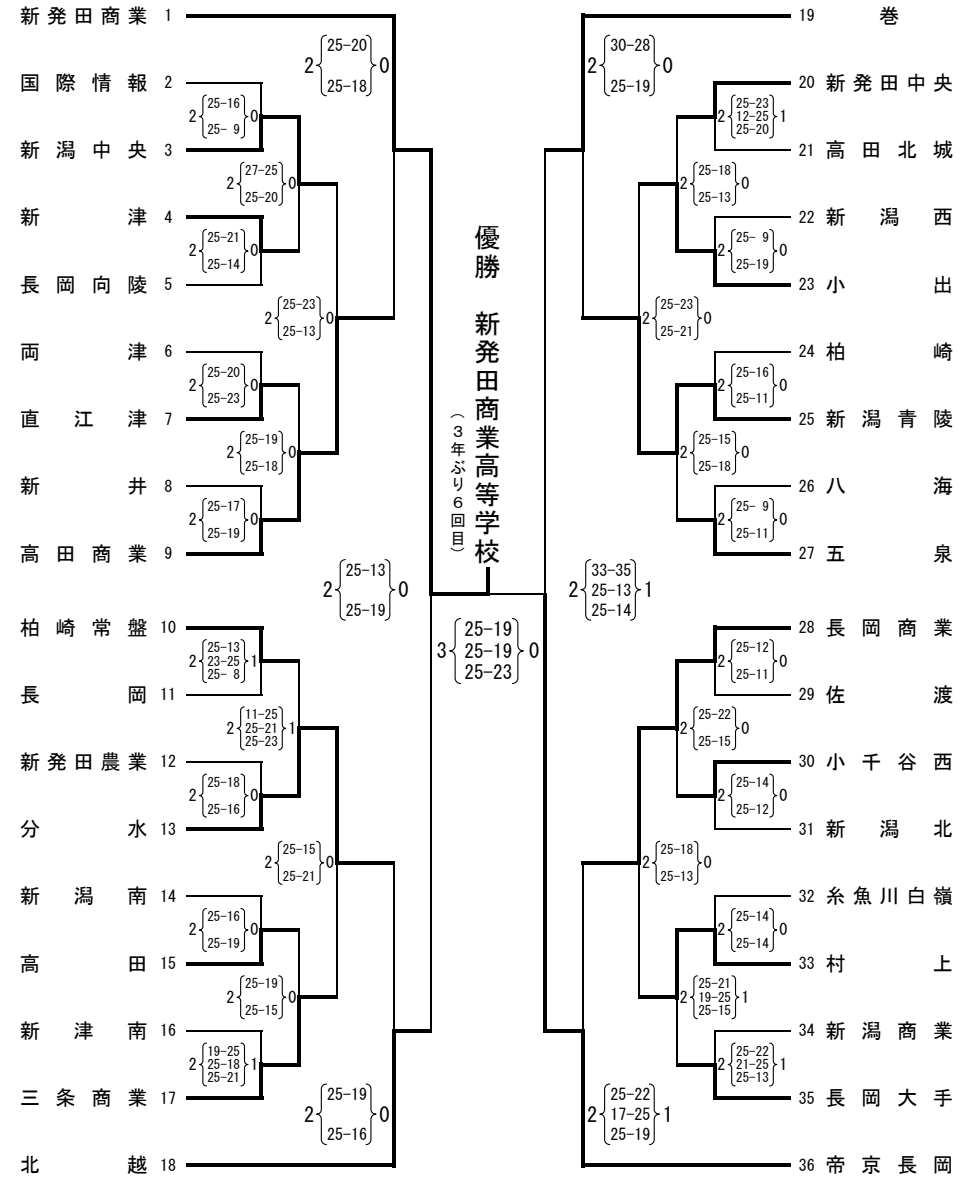 新発田商業 1
2 25-20 25-18 0
国際情報 2
2 25-16 25- 9 0
新潟中央 3
2 27-25 25-20 0
新津 4
2 25-21 25-14 0
長岡向陵 5
2 25-23 25-13 0
両津 6
2 25-20 25-23 0
直江津 7
2 25-19 25-18 0
新井 8
2 25-17 25-19 0
高田商業 9
2 25-13 25-19 0
柏崎常盤 10
2 25-13 23-25 25- 8 1
長岡 11
2 11-25 25-21 25-23 1
新発田農業 12
2 25-18 25-16 0
分水 13
2 25-15 25-21 0
新潟南 14
2 25-16 25-19 0
高田 15
2 25-19 25-15 0
新津南 16
2 19-25 25-18 25-21 1
三条商業 17
2 25-19 25-16 0
北越 18
優勝 新発田商業高等学校
(3年ぶり6回目)
3 25-19 25-19 25-23 0
19 巻
2 30-28 25-19 0
20 新発田中央
2 25-23 12-25 25-20 1
21 高田北城
2 25-18 25-13 0
22 新潟西
2 25- 9 25-19 0
23 小出
2 25-23 25-21 0
24 柏崎
2 25-16 25-11 0
25 新潟青陵
2 25-15 25-18 0
26 八海
2 25- 9 25-11 0
27 五泉
2 33-35 25-13 25-14 1
28 長岡商業
2 25-12 25-11 0
29 佐渡
2 25-22 25-15 0
30 小千谷西
2 25-14 25-12 0
31 新潟北
2 25-18 25-13 0
32 糸魚川白嶺
2 25-14 25-14 0
33 村上
2 25-21 19-25 25-15 1
34 新潟商業
2 25-22 21-25 25-13 1
35 長岡大手
2 25-22 17-25 25-19 1
36 帝京長岡